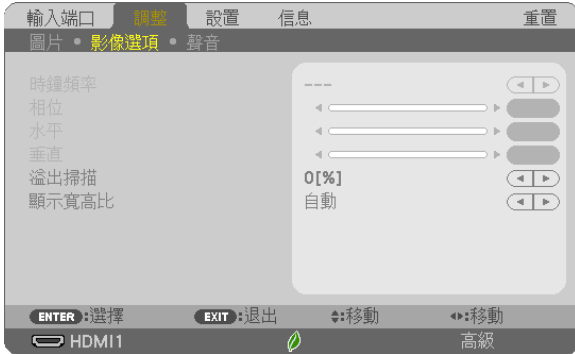 輸入端口 調整 設置 信息 重置
圖片 • 影像選項 • 聲音
時鐘頻率 ---
相位
水平
垂直
溢出掃描 0[%]
顯示寬高比 自動
ENTER:選擇 EXIT:退出 :移動 :移動
HDMI1 高級